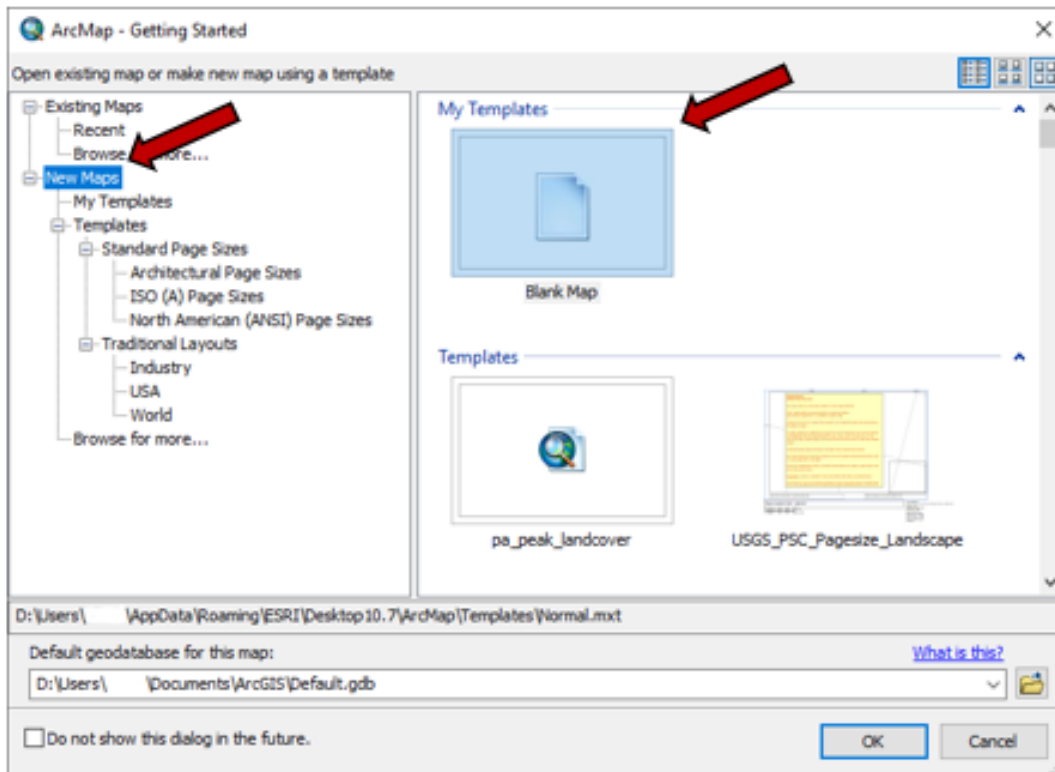 ArcMap - Getting Started
Open existing map or make new map using a template
Existing Maps
Recent
Browse more...
New Maps
My Templates
Templates
Standard Page Sizes
Architectural Page Sizes
ISO (A) Page Sizes
North American (ANSI) Page Sizes
Traditional Layouts
Industry
USA
World
Browse for more...
My Templates
Blank Map
Templates
pa_peak_landcover
USGS_PSC_Pagesize_Landscape
D:\Users\ \AppData\Roaming\ESRI\Desktop10.7\ArcMap\Templates\Normal.mxt
Default geodatabase for this map:
What is this?
D:\Users\ \Documents\ArcGIS\Default.gdb
Do not show this dialog in the future.
OK
Cancel